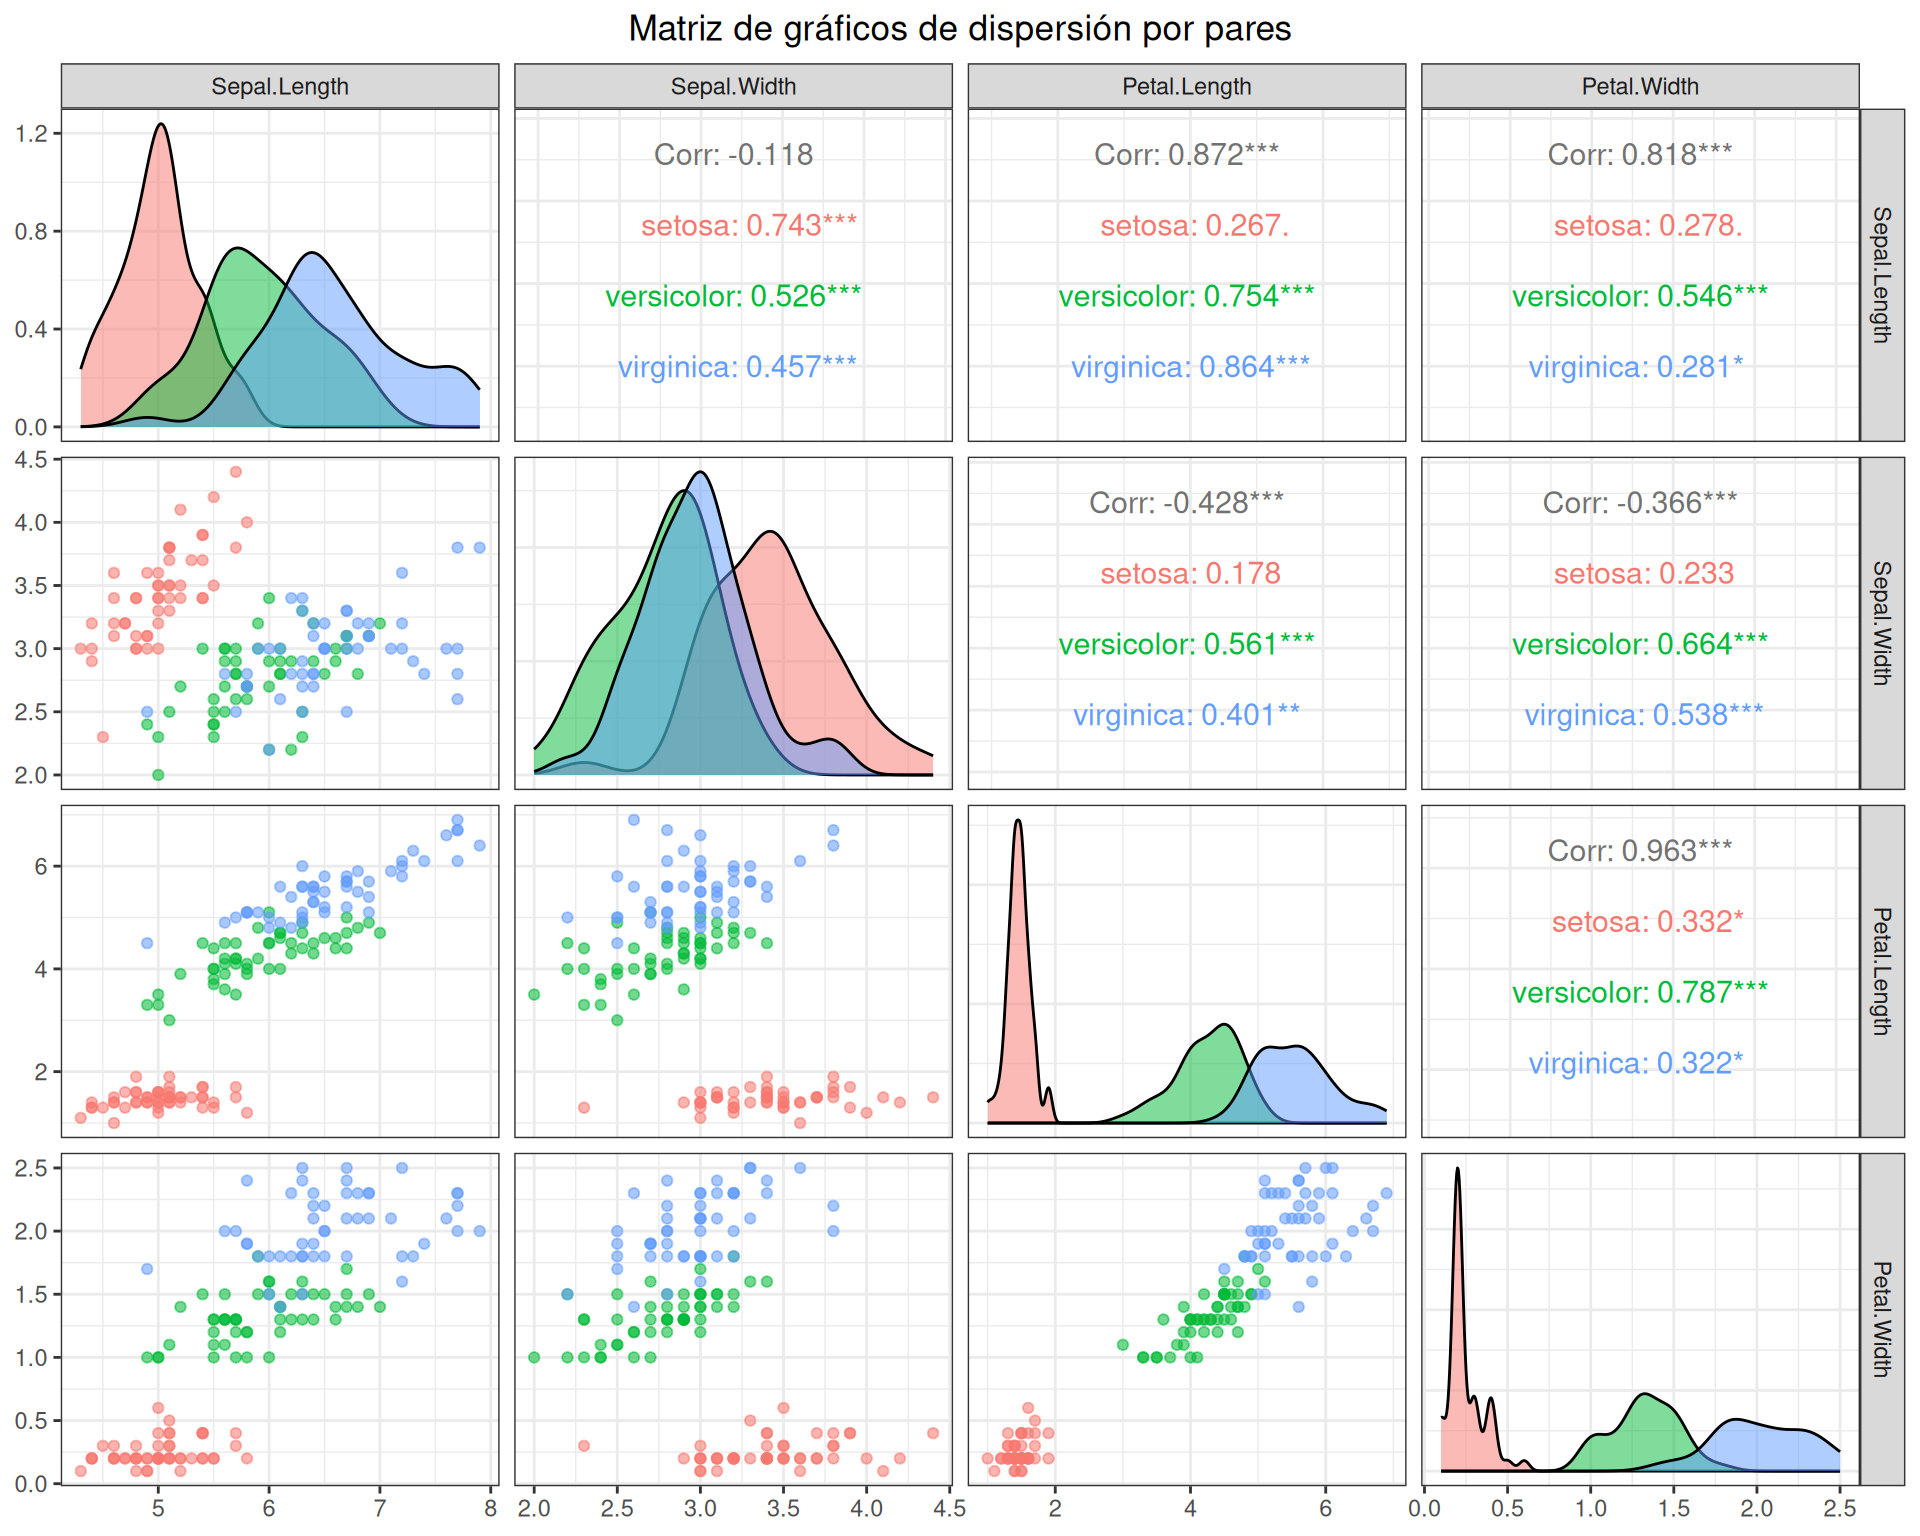 Matriz de gráficos de dispersión por pares
Sepal.Length
Sepal.Width
Petal.Length
Petal.Width
1.2
0.8
0.4
0.0
Corr: -0.118
setosa: 0.743***
versicolor: 0.526***
virginica: 0.457***
Corr: 0.872***
setosa: 0.267.
versicolor: 0.754***
virginica: 0.864***
Corr: 0.818***
setosa: 0.278.
versicolor: 0.546***
virginica: 0.281*
Sepal.Length
4.5
4.0
3.5
3.0
2.5
2.0
Corr: -0.428***
setosa: 0.178
versicolor: 0.561***
virginica: 0.401**
Corr: -0.366***
setosa: 0.233
versicolor: 0.664***
virginica: 0.538***
Sepal.Width
6
4
2
Corr: 0.963***
setosa: 0.332*
versicolor: 0.787***
virginica: 0.322*
Petal.Length
2.5
2.0
1.5
1.0
0.5
0.0
Petal.Width
5 6 7 8
2.0 2.5 3.0 3.5 4.0 4.5
2 4 6
0.0 0.5 1.0 1.5 2.0 2.5